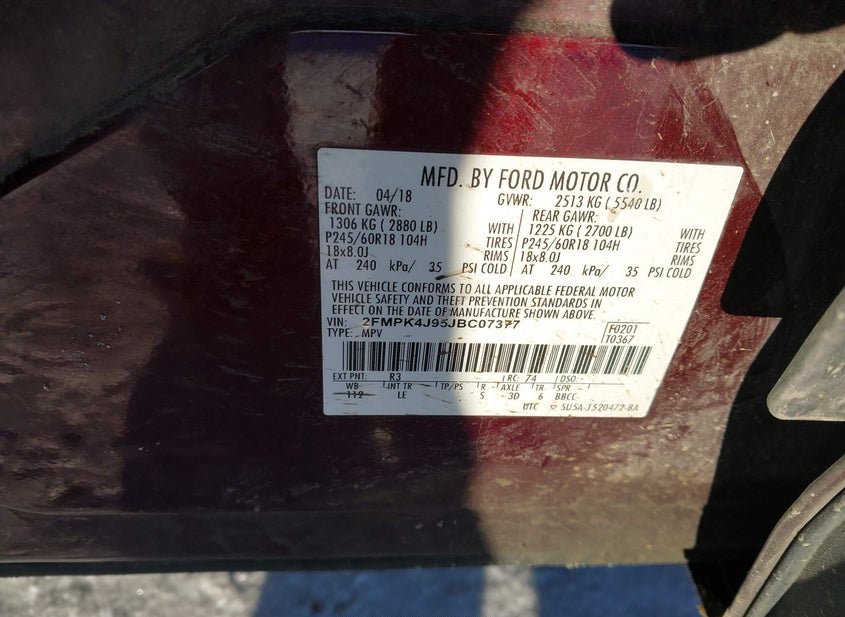 MFD. BY FORD MOTOR CO.
DATE: 04/18 GVWR: 2513 KG ( 5540 LB)
FRONT GAWR: REAR GAWR:
1306 KG ( 2880 LB) WITH 1225 KG ( 2700 LB) WITH
P245/60R18 104H TIRES P245/60R18 104H TIRES
18x8.0J RIMS 18x8.0J RIMS
AT 240 kPa/ 35 PSI COLD AT 240 kPa/ 35 PSI COLD
THIS VEHICLE CONFORMS TO ALL APPLICABLE FEDERAL MOTOR
VEHICLE SAFETY AND THEFT PREVENTION STANDARDS IN
EFFECT ON THE DATE OF MANUFACTURE SHOWN ABOVE.
VIN: 2FMPK4J95JBC07377 F0201
TYPE: MPV T0367
EXT PNT: R3 RC: 74 DSO:
WB INT TR TP/PS R AXLE TR SPR
112 LE 5 3D 6 BBCC
UTC 5U5A-1520472-BA